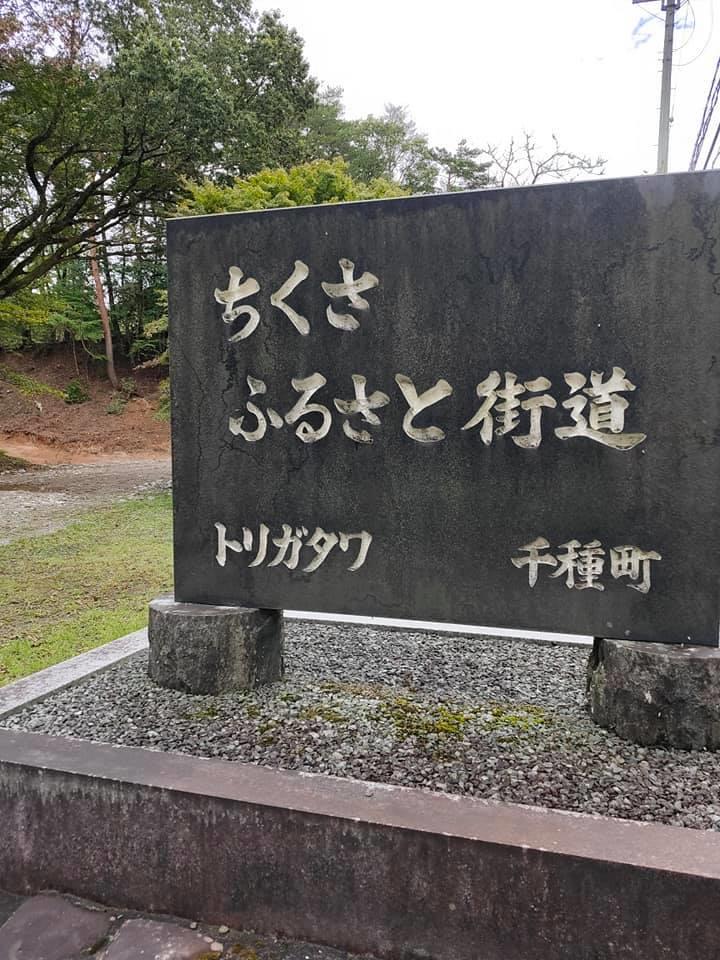 ちくさ
ふるさと街道
トリガタワ 千種町